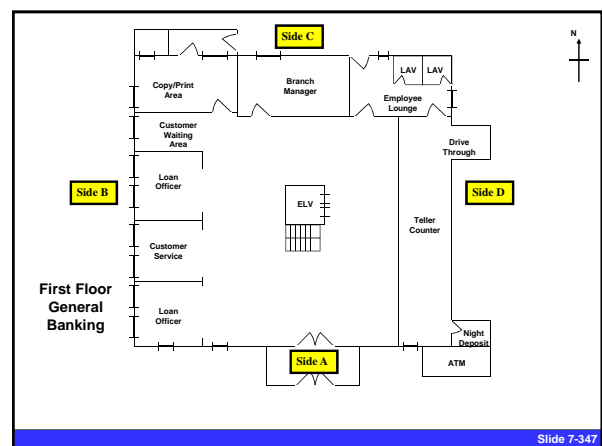 Side C
N
LAV LAV
Copy/Print
Area
Branch
Manager
Employee
Lounge
Customer
Waiting
Area
Drive
Through
Loan
Officer
Side B
Side D
ELV
Teller
Counter
Customer
Service
First Floor
General
Banking
Loan
Officer
Night
Deposit
Side A
ATM
Slide 7-347